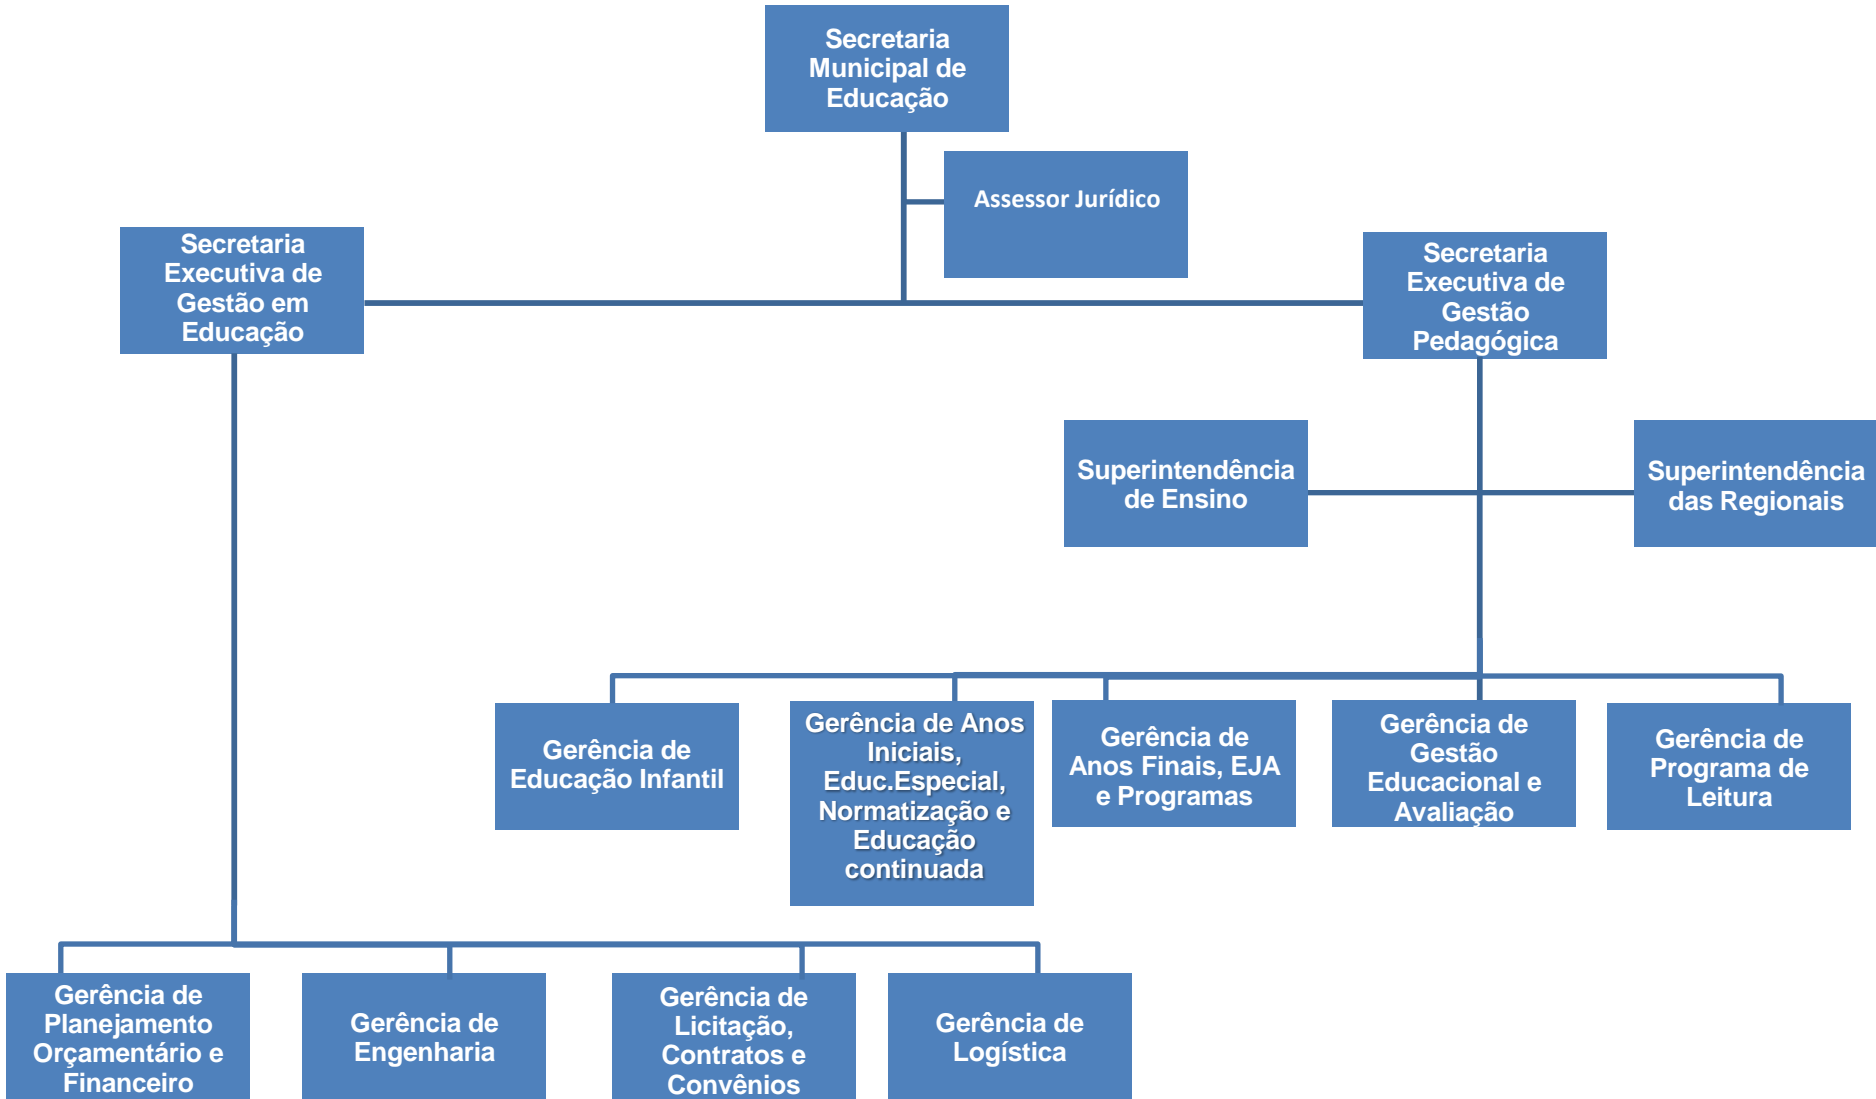 Secretaria
Municipal de
Educação
Assessor Jurídico
Secretaria
Executiva de
Gestão em
Educação
Secretaria
Executiva de
Gestão
Pedagógica
Superintendência
de Ensino
Superintendência
das Regionais
Gerência de
Educação Infantil
Gerência de Anos
Iniciais,
Educ.Especial,
Normatização e
Educação
continuada
Gerência de
Anos Finais, EJA
e Programas
Gerência de
Gestão
Educacional e
Avaliação
Gerência de
Programa de
Leitura
Gerência de
Planejamento
Orçamentário e
Financeiro
Gerência de
Engenharia
Gerência de
Licitação,
Contratos e
Convênios
Gerência de
Logística